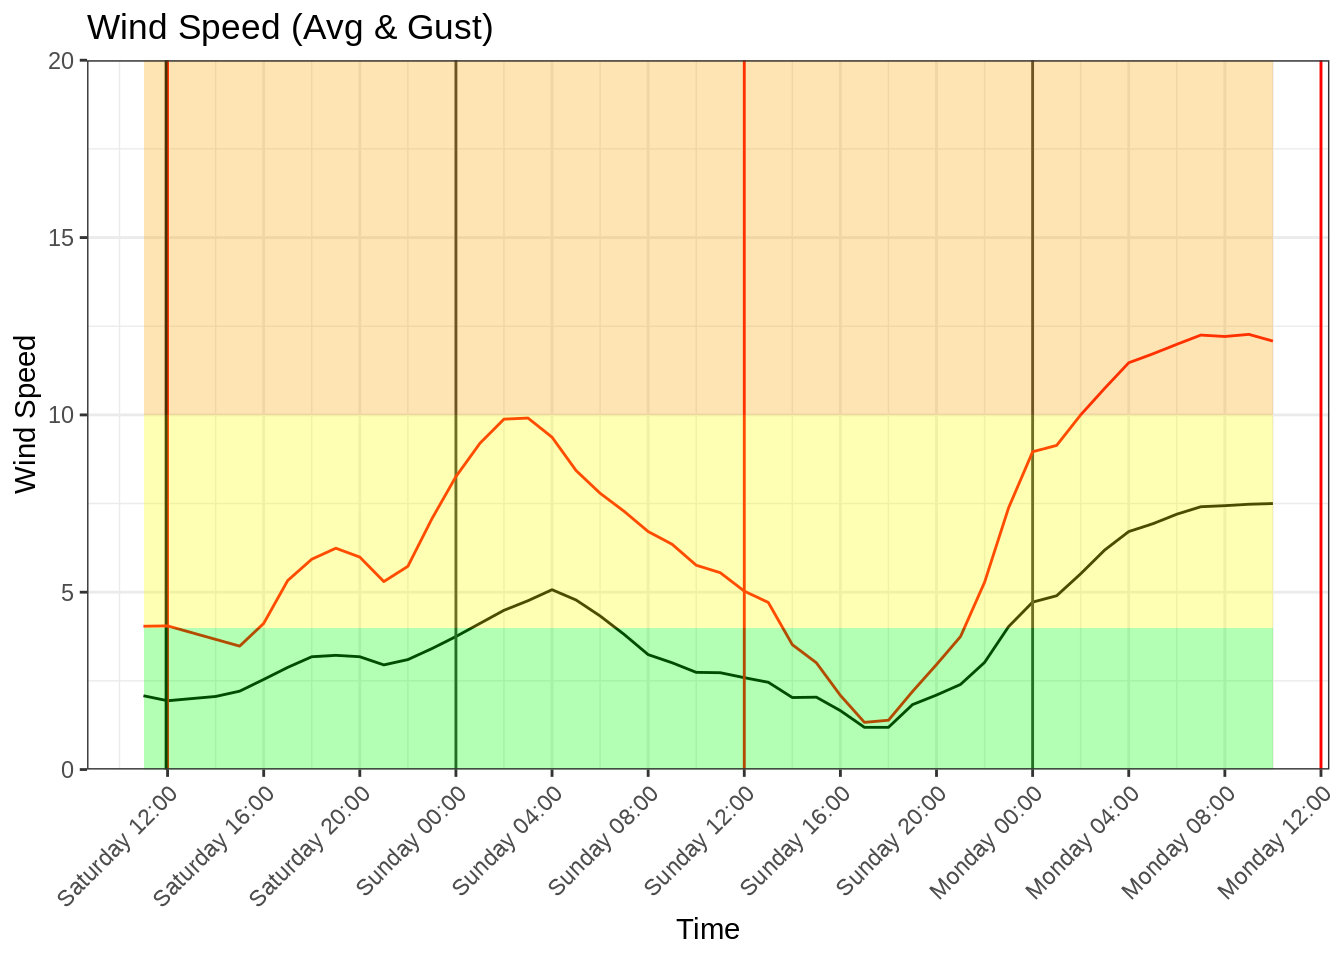 Wind Speed (Avg & Gust)
20
15
10
5
0
Wind Speed
Saturday 12:00
Saturday 16:00
Saturday 20:00
Sunday 00:00
Sunday 04:00
Sunday 08:00
Sunday 12:00
Sunday 16:00
Sunday 20:00
Monday 00:00
Monday 04:00
Monday 08:00
Monday 12:00
Time